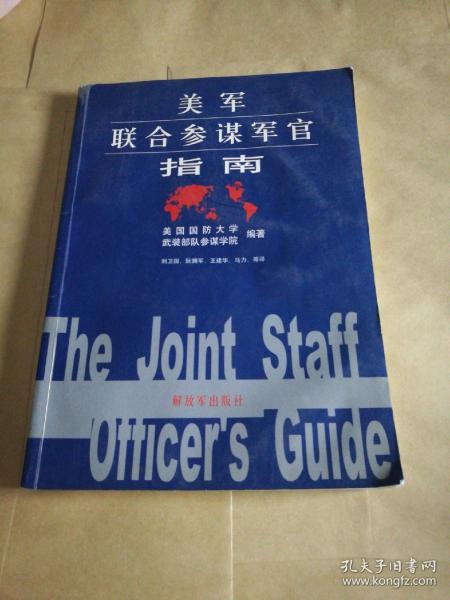 美军
联合参谋军官
指南
美国国防大学
武装部队参谋学院 编著
刘卫国、阮拥军、王建华、马力、等译
The Joint Staff
解放军出版社
Officer's Guide
孔夫子旧书网
www.kongfz.com